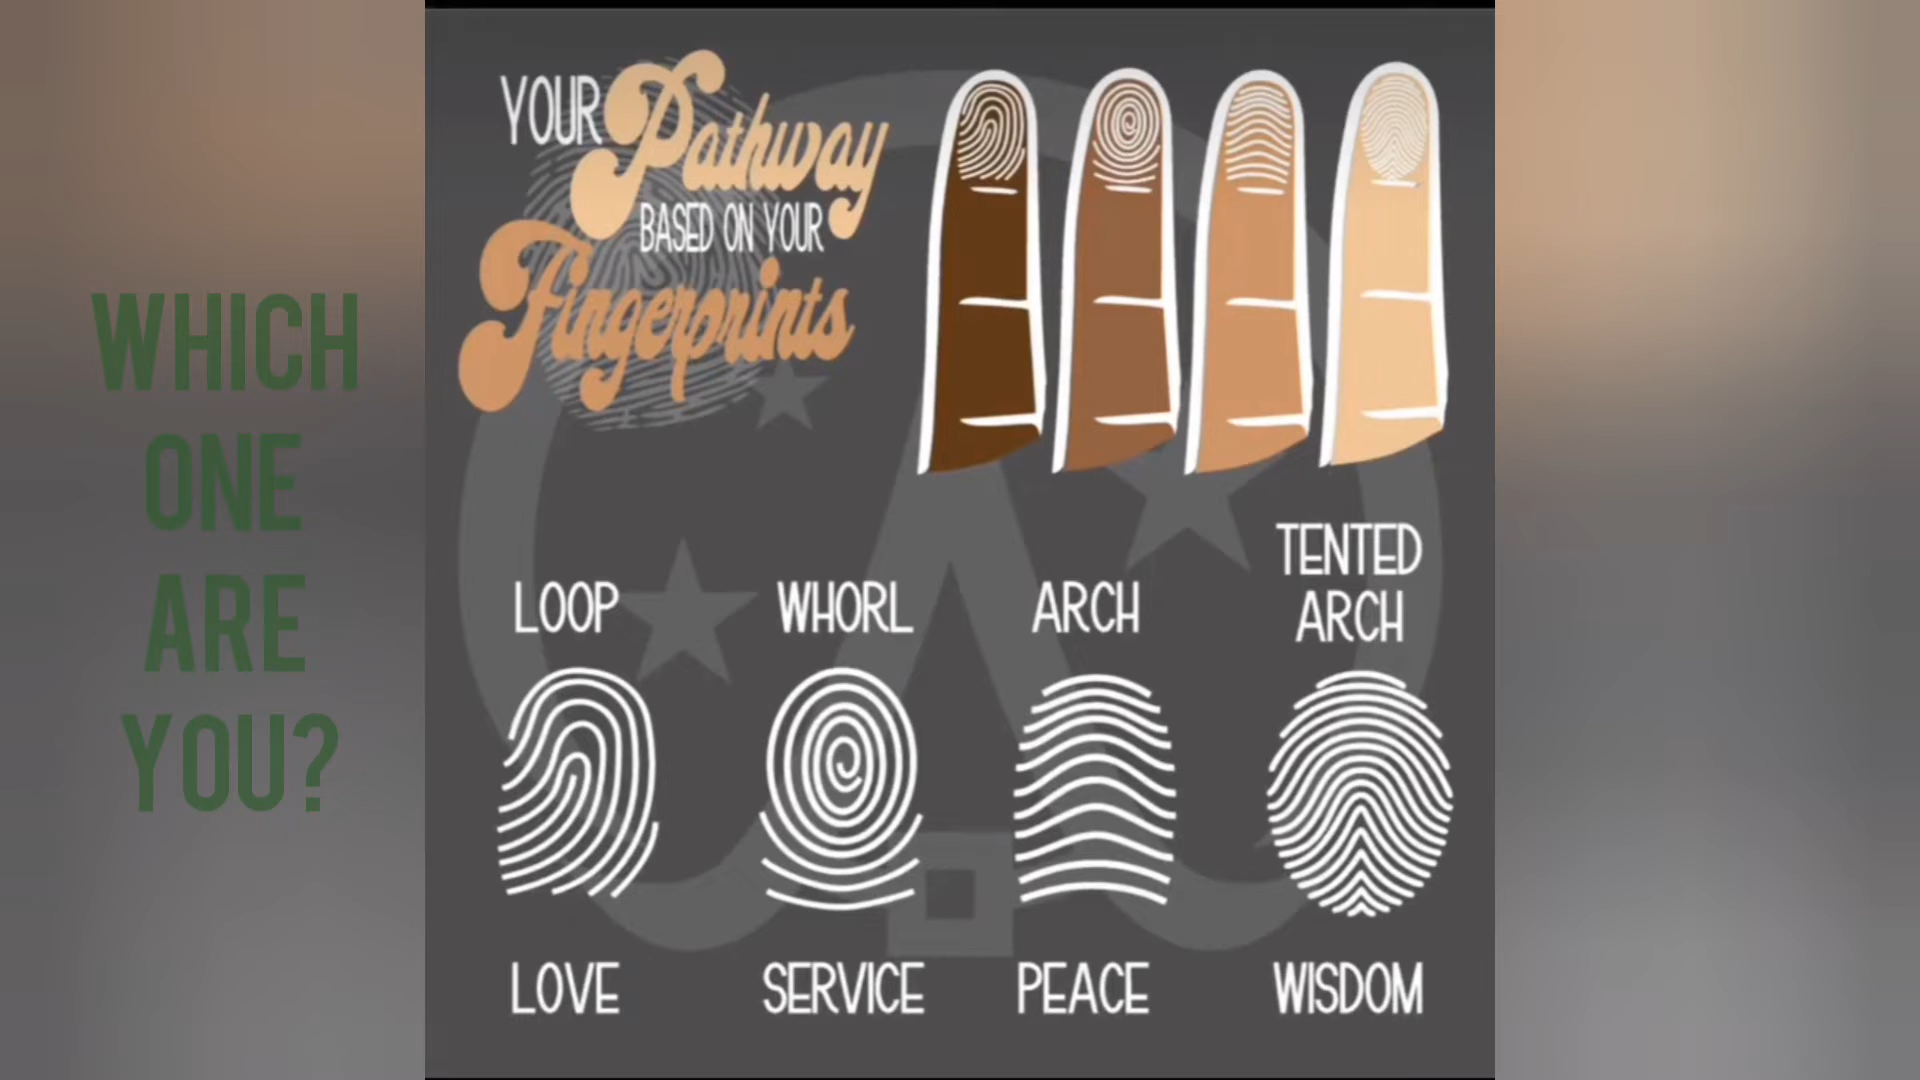 WHICH
ONE
ARE
YOU?
YOUR Pathway
BASED ON YOUR
Fingerprints
LOOP
WHORL
ARCH
TENTED
ARCH
LOVE
SERVICE
PEACE
WISDOM